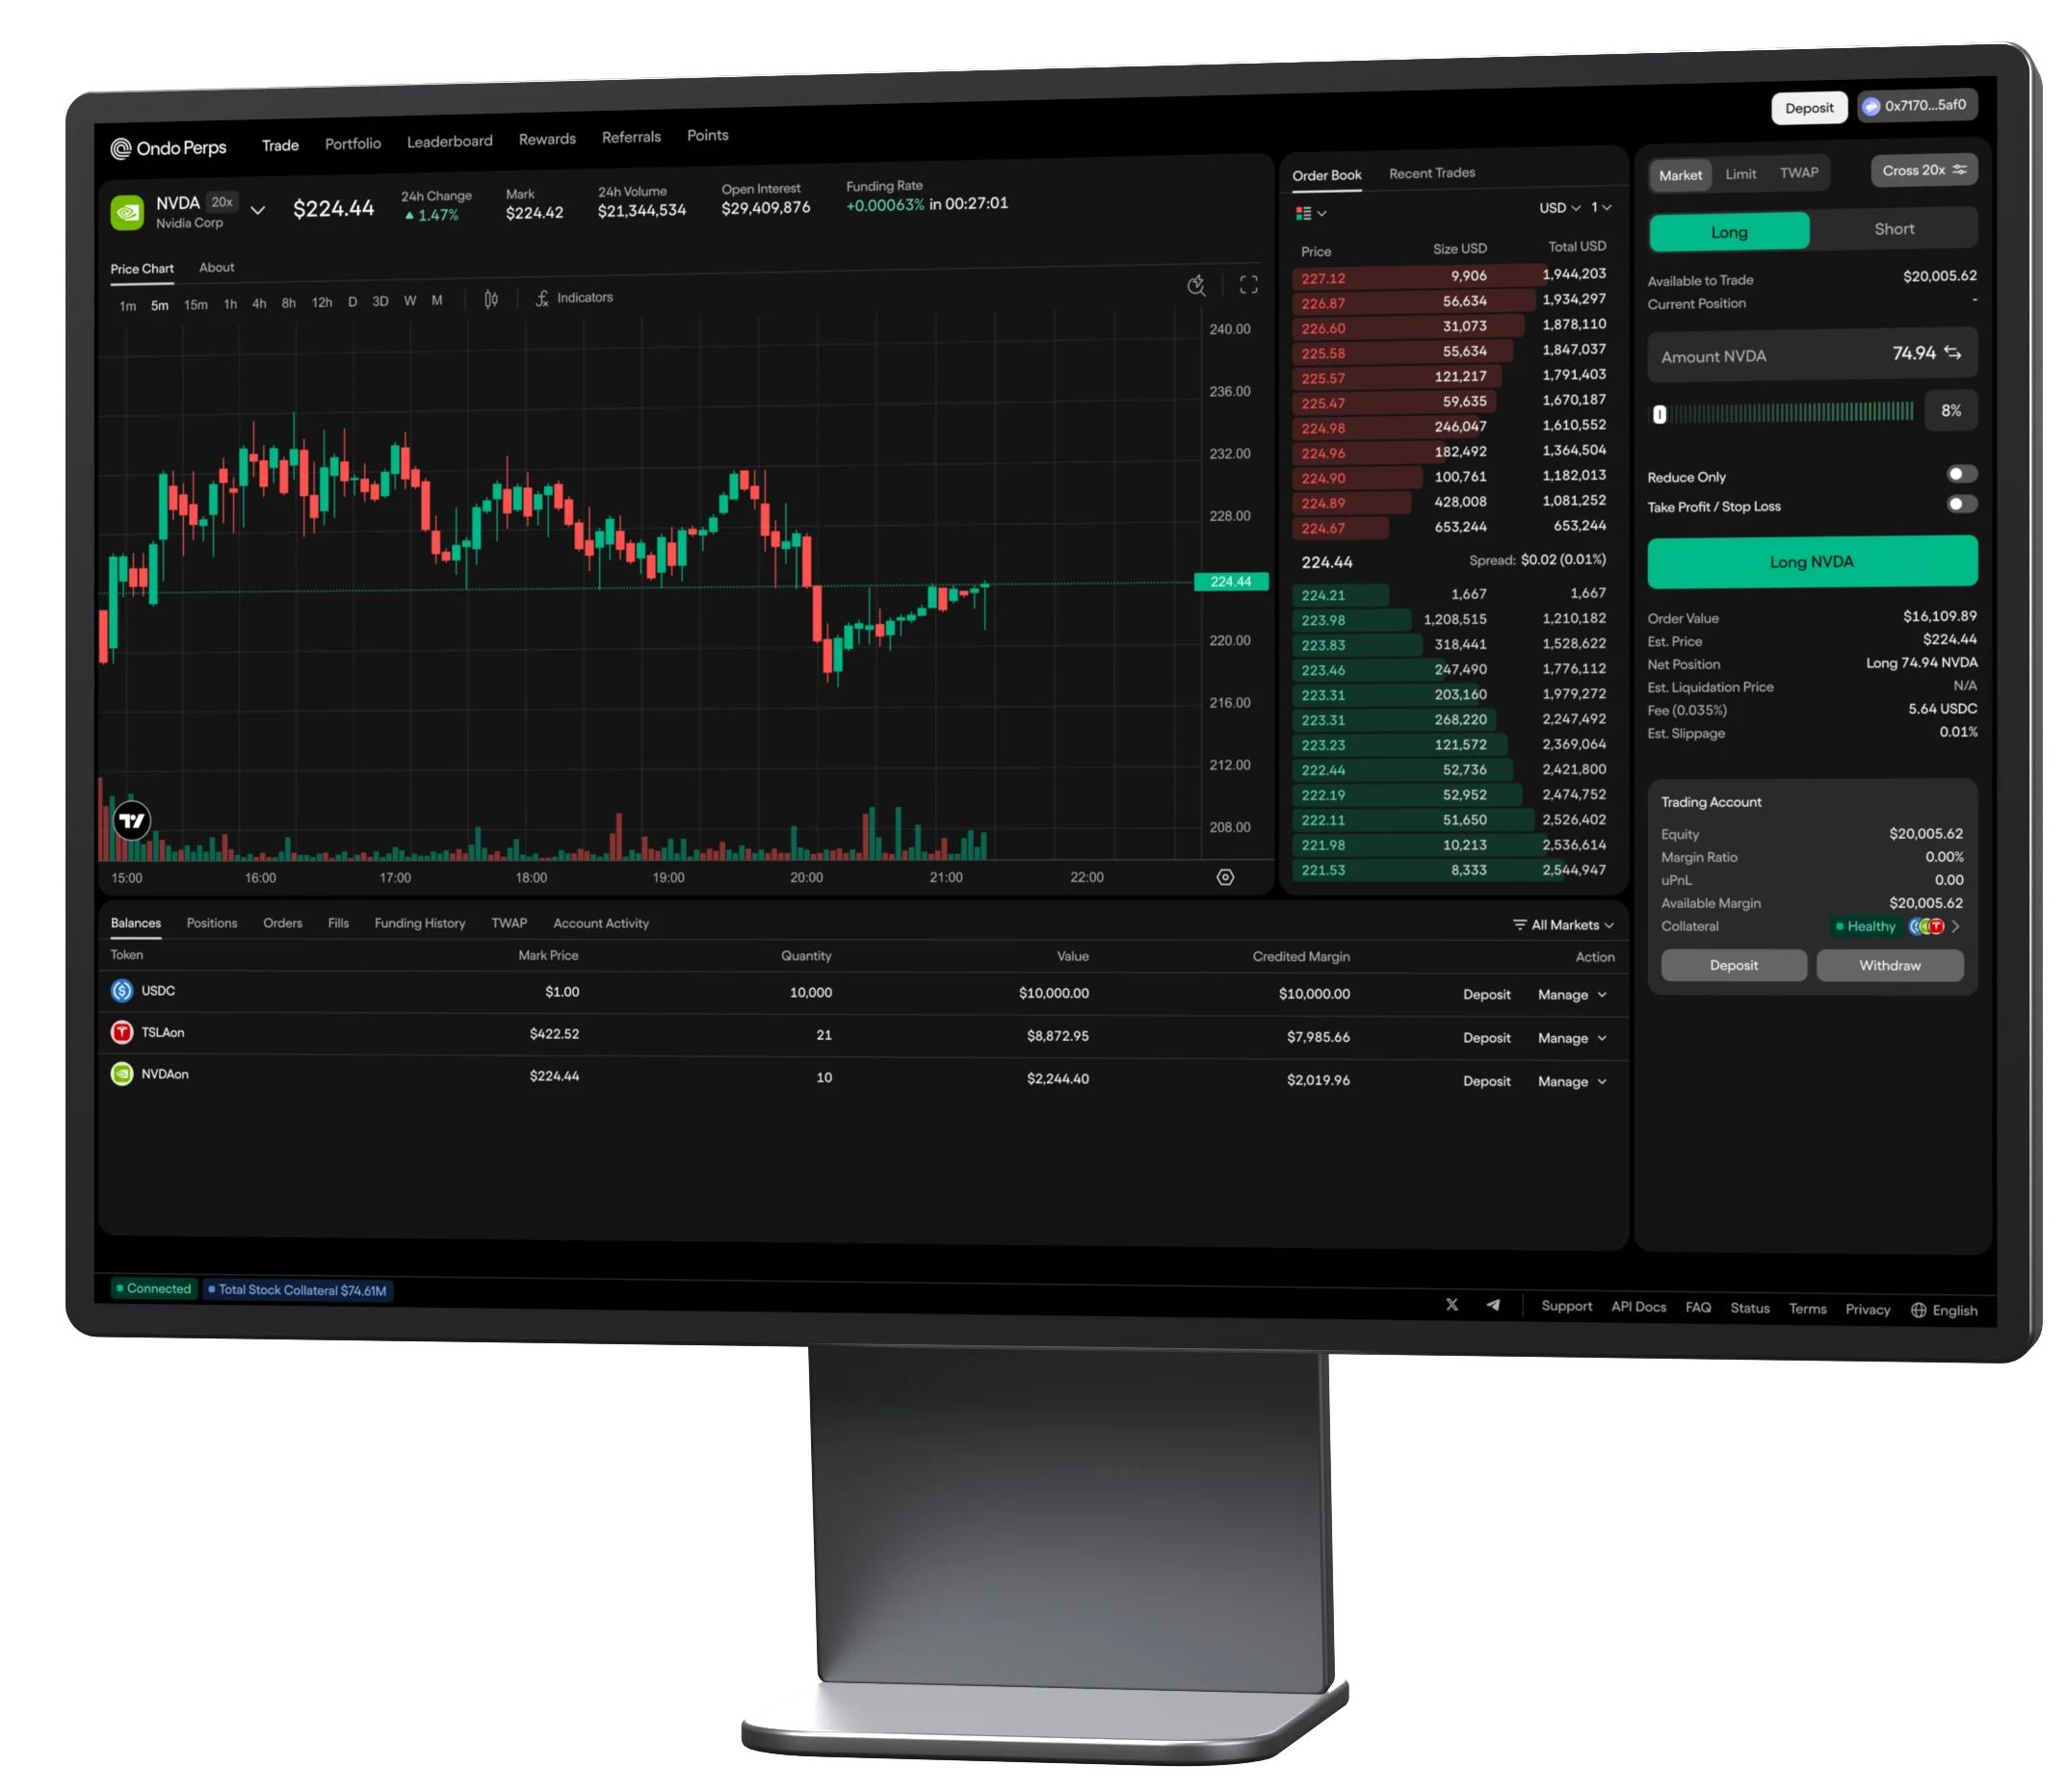 Deposit
0x7170...5af0
Ondo Perps
Trade
Portfolio
Leaderboard
Rewards
Referrals
Points
NVDA 20x
Nvidia Corp
$224.44
24h Change
1.47%
Mark
$224.42
24h Volume
$21,344,534
Open Interest
$29,409,876
Funding Rate
+0.00063% in 00:27:01
Price Chart
About
1m 5m 15m 1h 4h 8h 12h D 3D W M
Indicators
240.00
236.00
232.00
228.00
224.44
220.00
216.00
212.00
208.00
15:00 16:00 17:00 18:00 19:00 20:00 21:00 22:00
Order Book
Recent Trades
USD 1
Price Size USD Total USD
227.12 9,906 1,944,203
226.87 56,634 1,934,297
226.60 31,073 1,878,110
225.58 55,634 1,847,037
225.57 121,217 1,791,403
225.47 59,635 1,670,187
224.98 246,047 1,610,552
224.96 182,492 1,364,504
224.90 100,761 1,182,013
224.89 428,008 1,081,252
224.67 653,244 653,244
224.44 Spread: $0.02 (0.01%)
224.21 1,667 1,667
223.98 1,208,515 1,210,182
223.83 318,441 1,528,622
223.46 247,490 1,776,112
223.31 203,160 1,979,272
223.31 268,220 2,247,492
223.23 121,572 2,369,064
222.44 52,736 2,421,800
222.19 52,952 2,474,752
222.11 51,650 2,526,402
221.98 10,213 2,536,614
221.53 8,333 2,544,947
Market
Limit
TWAP
Cross 20x
Long
Short
Available to Trade $20,005.62
Current Position -
Amount NVDA 74.94
8%
Reduce Only
Take Profit / Stop Loss
Long NVDA
Order Value $16,109.89
Est. Price $224.44
Net Position Long 74.94 NVDA
Est. Liquidation Price N/A
Fee (0.035%) 5.64 USDC
Est. Slippage 0.01%
Trading Account
Equity $20,005.62
Margin Ratio 0.00%
uPnL 0.00
Available Margin $20,005.62
Collateral Healthy
Deposit
Withdraw
Balances Positions Orders Fills Funding History TWAP Account Activity
All Markets
Token Mark Price Quantity Value Credited Margin Action
USDC $1.00 10,000 $10,000.00 $10,000.00 Deposit Manage
TSLAon $422.52 21 $8,872.95 $7,985.66 Deposit Manage
NVDAon $224.44 10 $2,244.40 $2,019.96 Deposit Manage
Connected
Total Stock Collateral $74.61M
Support API Docs FAQ Status Terms Privacy English